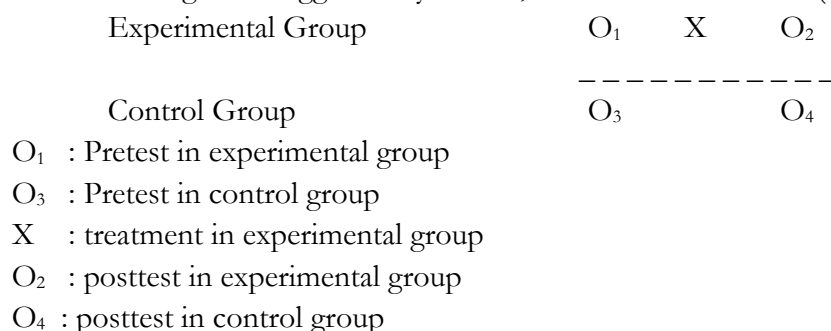 Experimental Group O₁ X O₂
_ _ _ _ _ _ _ _ _ _ _
Control Group O₃ O₄
O₁ : Pretest in experimental group
O₃ : Pretest in control group
X : treatment in experimental group
O₂ : posttest in experimental group
O₄ : posttest in control group